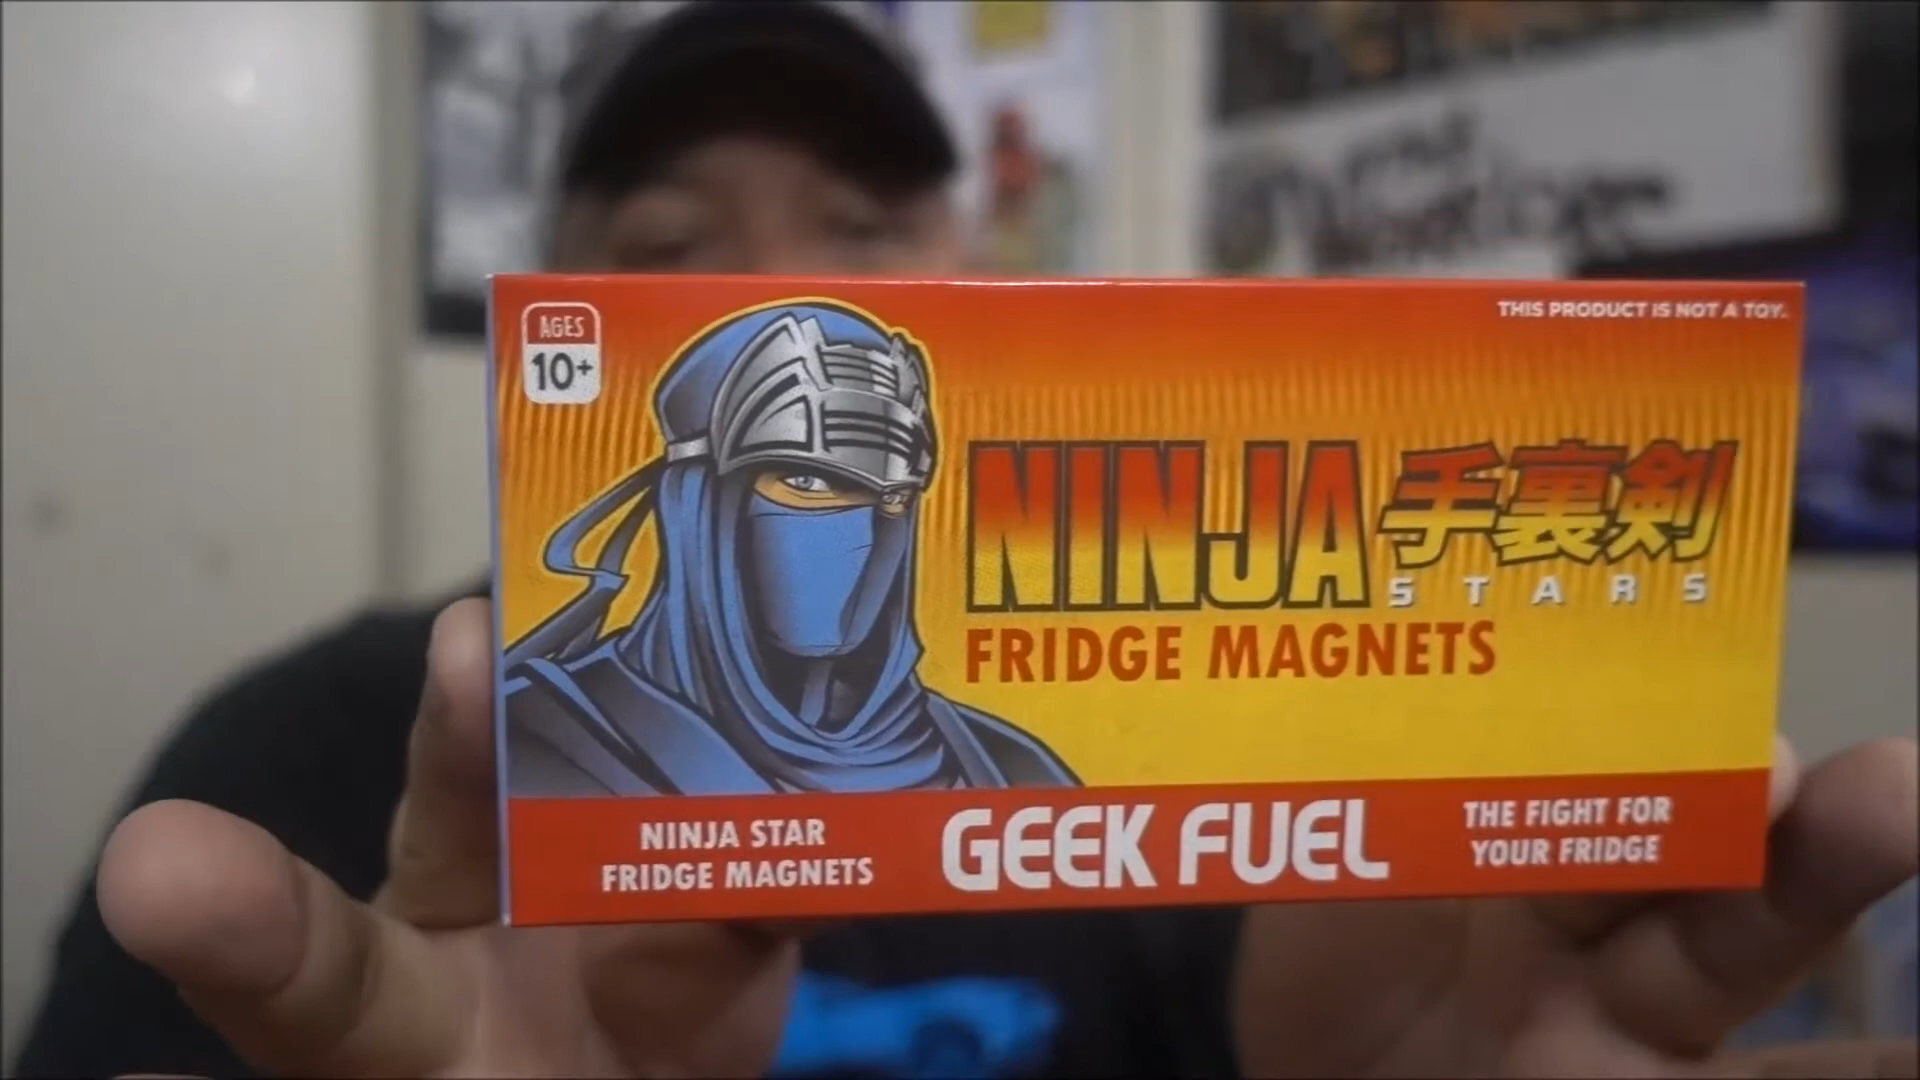 THIS PRODUCT IS NOT A TOY.
AGES
10+
NINJA 手裏剣
STARS
FRIDGE MAGNETS
NINJA STAR
FRIDGE MAGNETS
GEEK FUEL
THE FIGHT FOR
YOUR FRIDGE